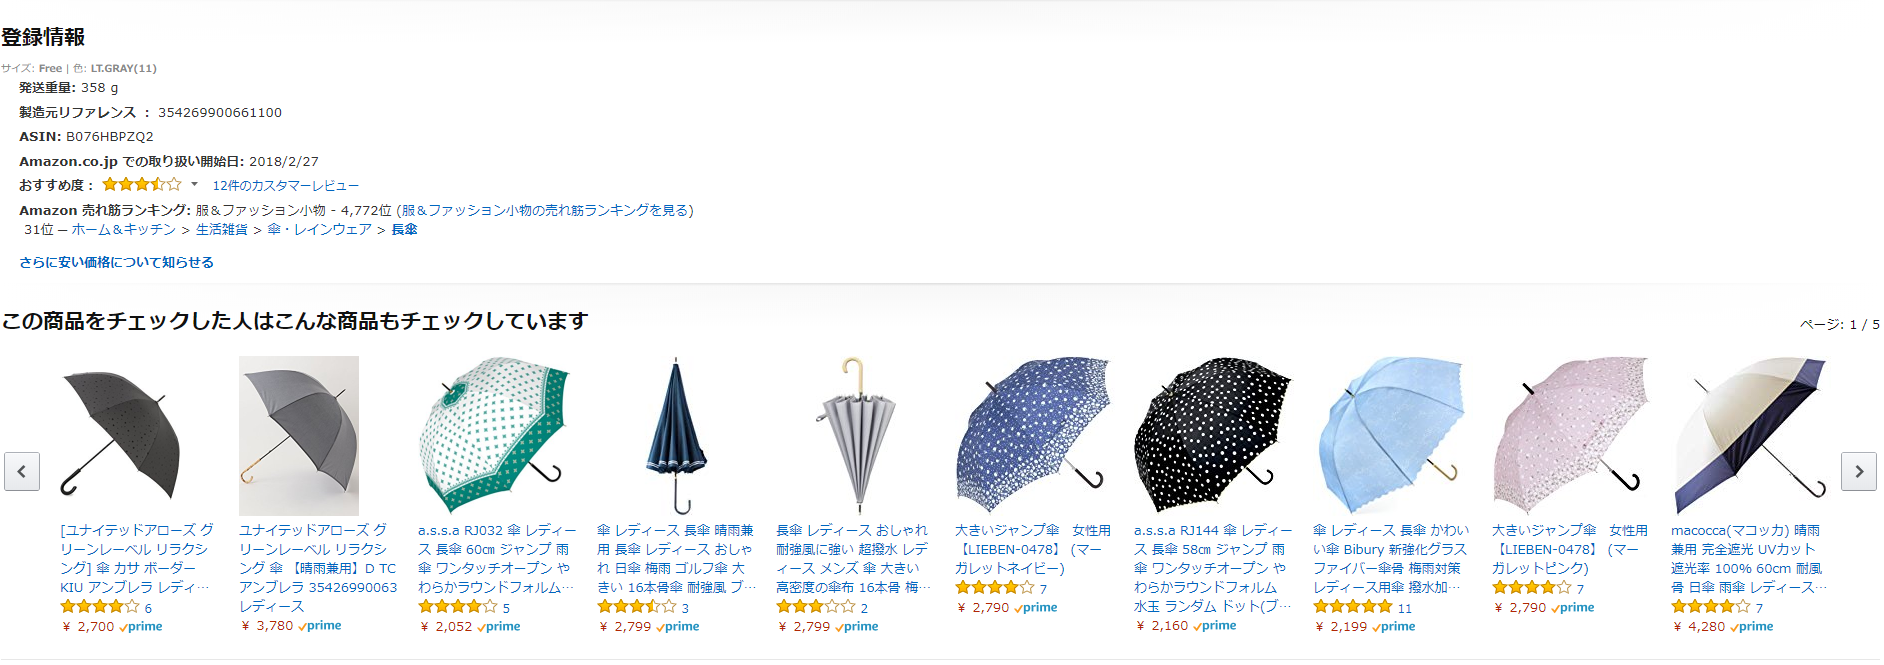 登録情報
サイズ: Free | 色: LT.GRAY(11)
発送重量: 358 g
製造元リファレンス ： 354269900661100
ASIN: B076HBPZQ2
Amazon.co.jp での取り扱い開始日: 2018/2/27
おすすめ度： 12件のカスタマーレビュー
Amazon 売れ筋ランキング: 服＆ファッション小物 - 4,772位 (服＆ファッション小物の売れ筋ランキングを見る)
31位 ─ ホーム＆キッチン > 生活雑貨 > 傘・レインウェア > 長傘
さらに安い価格について知らせる
この商品をチェックした人はこんな商品もチェックしています
ページ: 1 / 5
[ユナイテッドアローズ グ
リーンレーベル リラクシ
ング] 傘 カサ ボーダー
KIU アンブレラ レディ…
6
¥ 2,700 prime
ユナイテッドアローズ グ
リーンレーベル リラクシ
ング 傘 【晴雨兼用】D TC
アンブレラ 35426990063
レディース
¥ 3,780 prime
a.s.s.a RJ032 傘 レディー
ス 長傘 60㎝ ジャンプ 雨
傘 ワンタッチオープン や
わらかラウンドフォルム…
5
¥ 2,052 prime
傘 レディース 長傘 晴雨兼
用 長傘 レディース おしゃ
れ 日傘 梅雨 ゴルフ傘 大
きい 16本骨傘 耐強風 ブ…
3
¥ 2,799 prime
長傘 レディース おしゃれ
耐強風に強い 超撥水 レデ
ィース メンズ 傘 大きい
高密度の傘布 16本骨 梅…
2
¥ 2,799 prime
大きいジャンプ傘　女性用
【LIEBEN-0478】 (マー
ガレットネイビー)
7
¥ 2,790 prime
a.s.s.a RJ144 傘 レディー
ス 長傘 58㎝ ジャンプ 雨
傘 ワンタッチオープン や
わらかラウンドフォルム
水玉 ランダム ドット(ブ…
¥ 2,160 prime
傘 レディース 長傘 かわい
い傘 Bibury 新強化グラス
ファイバー傘骨 梅雨対策
レディース用傘 撥水加…
11
¥ 2,199 prime
大きいジャンプ傘　女性用
【LIEBEN-0478】 (マー
ガレットピンク)
7
¥ 2,790 prime
macocca(マコッカ) 晴雨
兼用 完全遮光 UVカット
遮光率 100% 60cm 耐風
骨 日傘 雨傘 レディース…
7
¥ 4,280 prime